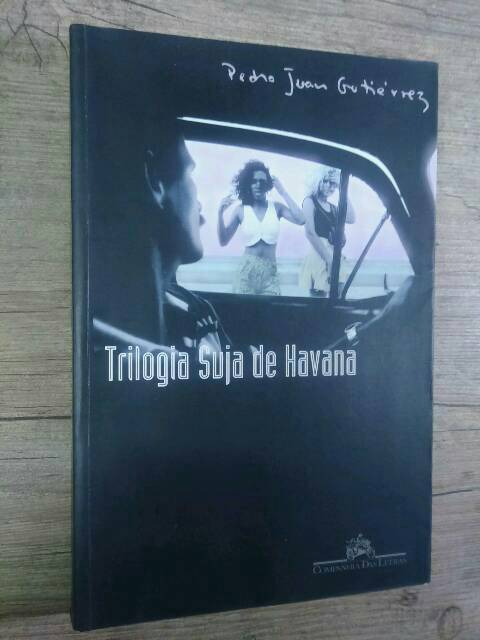 Pedro Juan Gutiérrez
Trilogia Suja de Havana
COMPANHIA DAS LETRAS